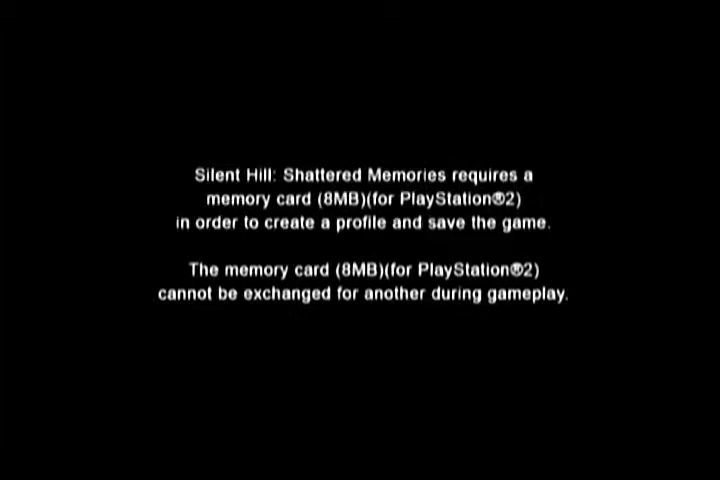 Silent Hill: Shattered Memories requires a
memory card (8MB)(for PlayStation®2)
in order to create a profile and save the game.
The memory card (8MB)(for PlayStation®2)
cannot be exchanged for another during gameplay.